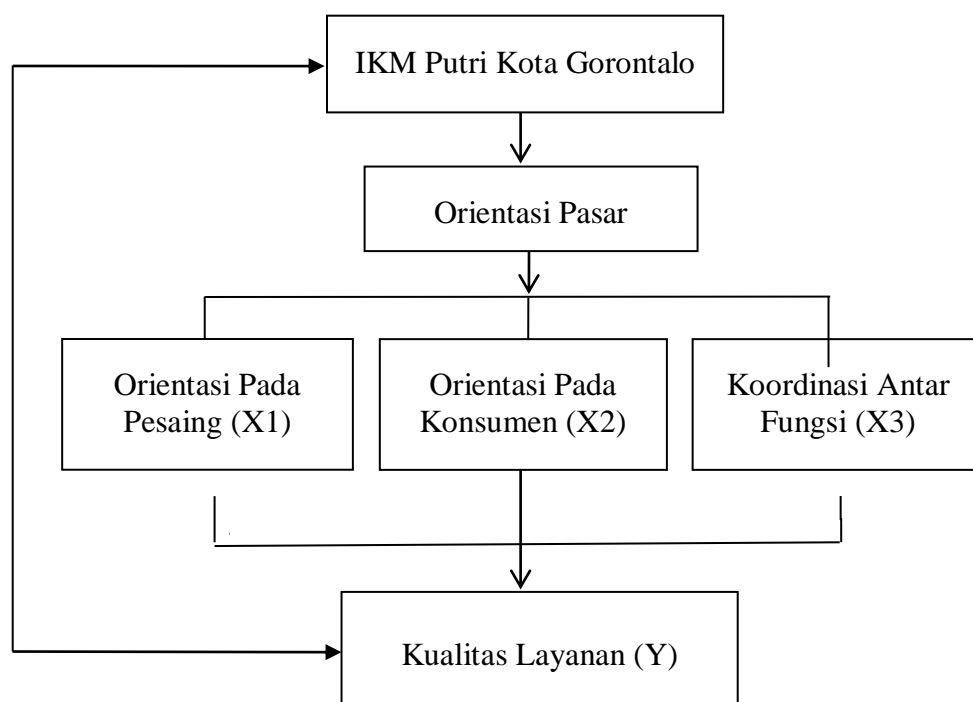 IKM Putri Kota Gorontalo
Orientasi Pasar
Orientasi Pada
Pesaing (X1)
Orientasi Pada
Konsumen (X2)
Koordinasi Antar
Fungsi (X3)
Kualitas Layanan (Y)